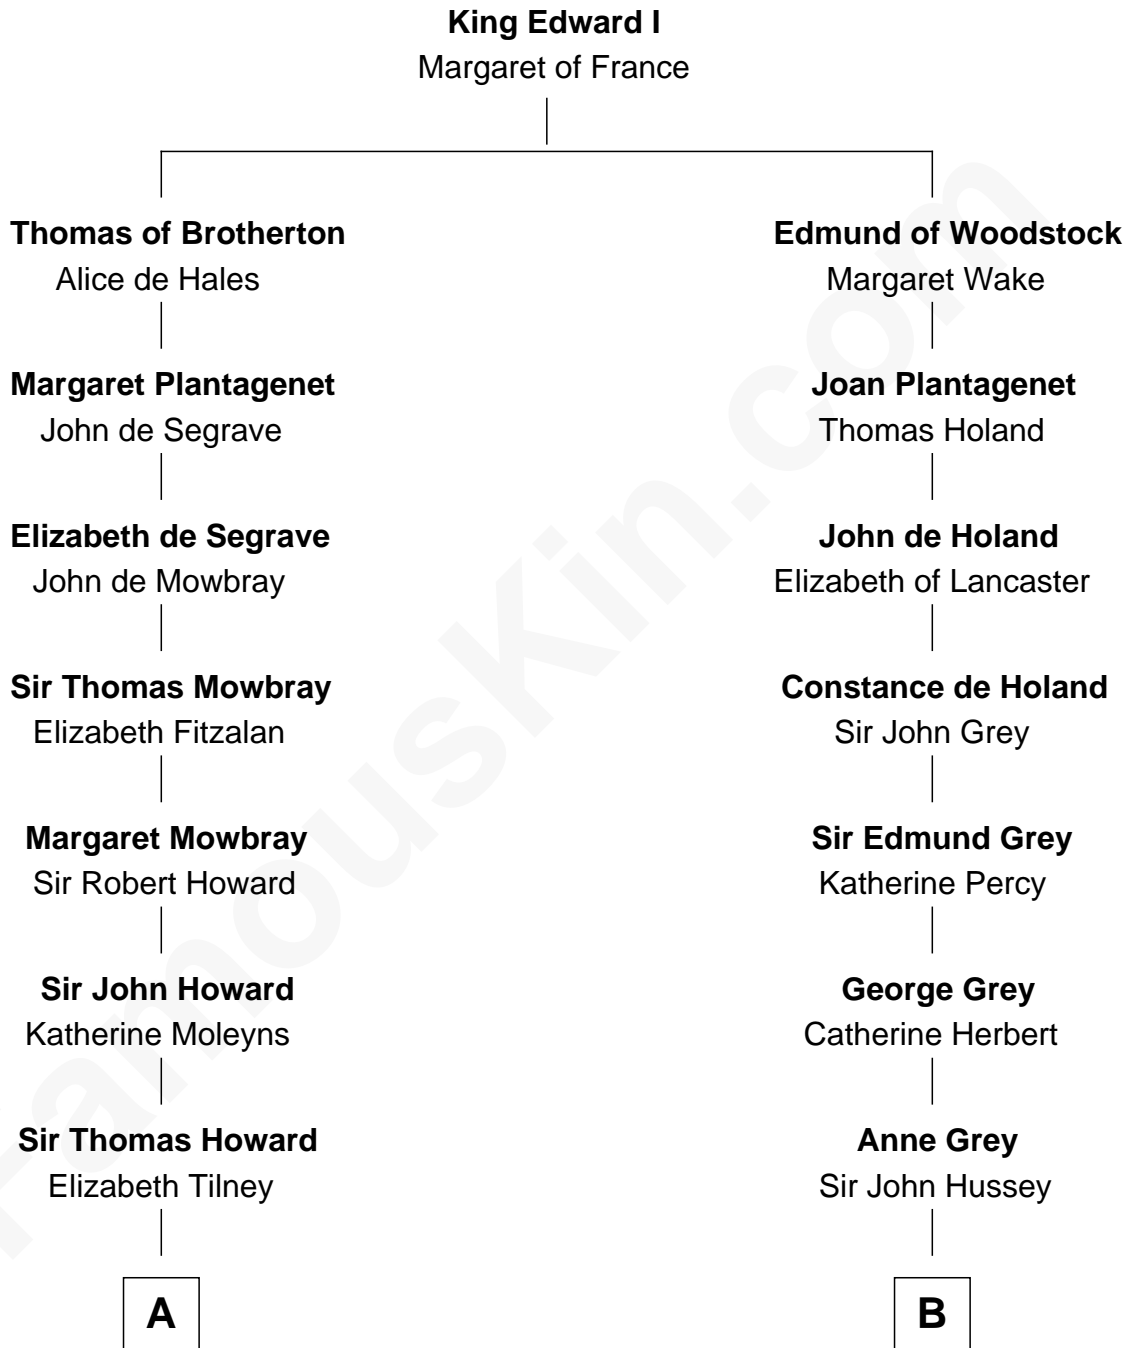 King Edward I
Margaret of France
Thomas of Brotherton
Alice de Hales
Edmund of Woodstock
Margaret Wake
Margaret Plantagenet
John de Segrave
Joan Plantagenet
Thomas Holand
Elizabeth de Segrave
John de Mowbray
John de Holand
Elizabeth of Lancaster
Sir Thomas Mowbray
Elizabeth Fitzalan
Constance de Holand
Sir John Grey
Margaret Mowbray
Sir Robert Howard
Sir Edmund Grey
Katherine Percy
Sir John Howard
Katherine Moleyns
George Grey
Catherine Herbert
Sir Thomas Howard
Elizabeth Tilney
Anne Grey
Sir John Hussey
A
B
FamousKin.com